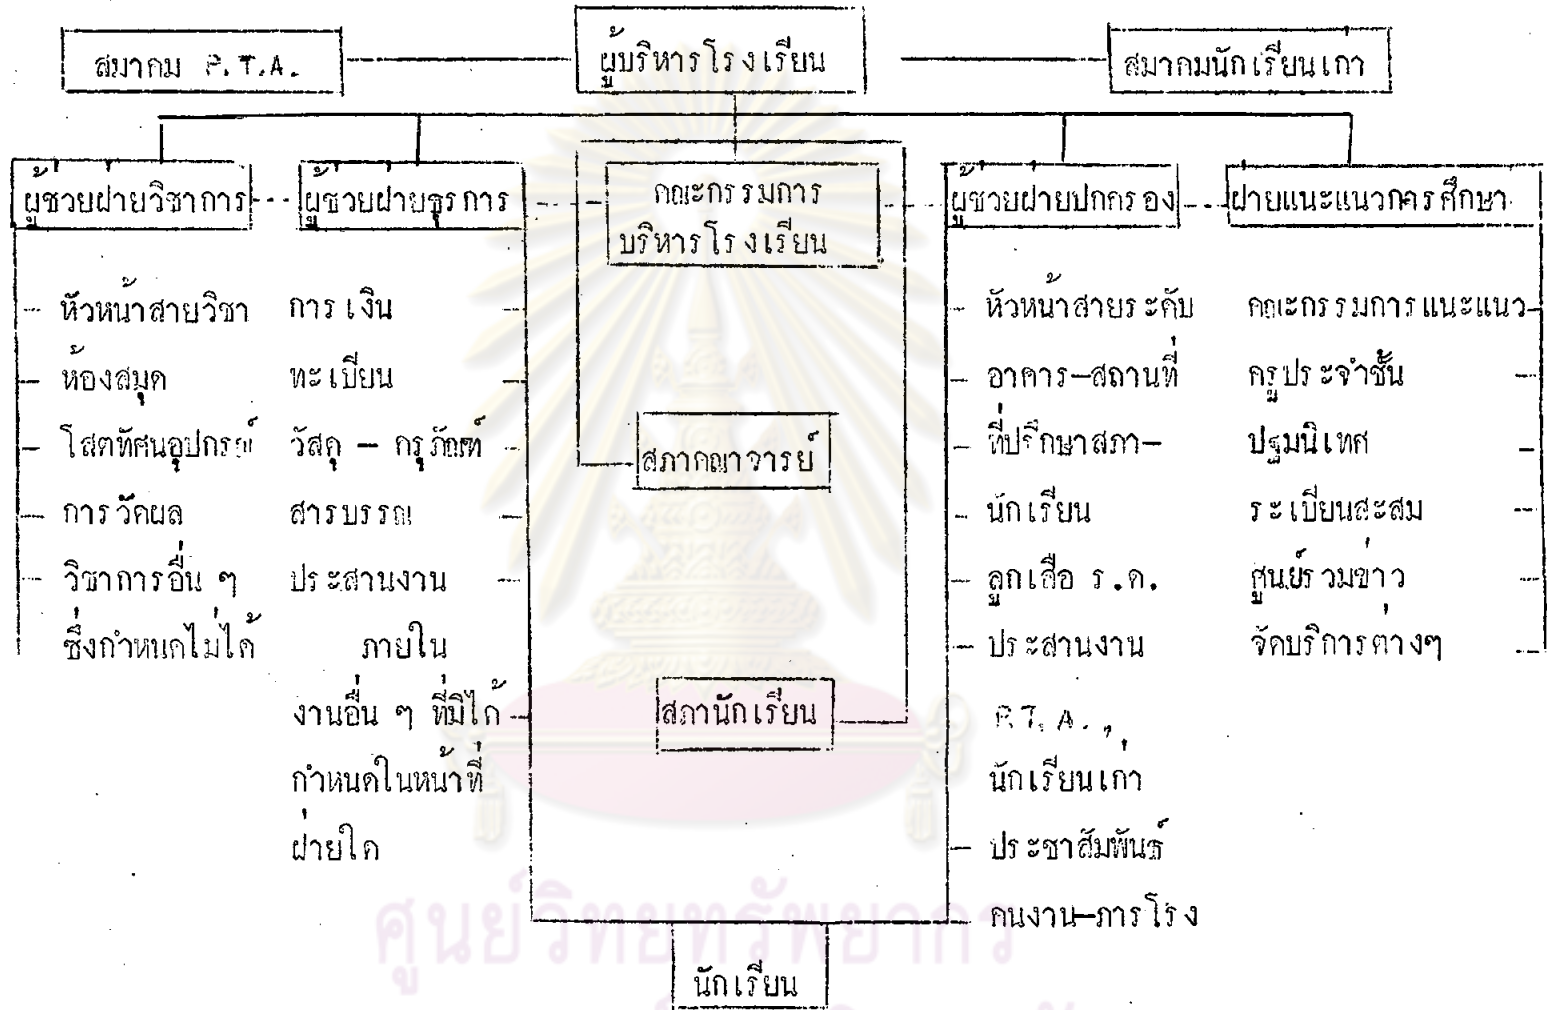 สมาคม P.T.A.
ผู้บริหารโรงเรียน
สมาคมนักเรียนเก่า
ผู้ช่วยฝ่ายวิชาการ
ผู้ช่วยฝ่ายธุรการ
คณะกรรมการ
บริหารโรงเรียน
ผู้ช่วยฝ่ายปกครอง
ฝ่ายแนะแนวการศึกษา
หัวหน้าสายวิชา
ห้องสมุด
โสตทัศนอุปกรณ์
การวัดผล
วิชาการอื่น ๆ
ซึ่งกำหนดไม่ได้
การเงิน
ทะเบียน
วัสดุ - ครุภัณฑ์
สารบรรณ
ประสานงาน
ภายใน
งานอื่น ๆ ที่มิได้
กำหนดในหน้าที่
ฝ่ายใด
สภาคณาจารย์
สภานักเรียน
หัวหน้าสายระดับ
อาคาร-สถานที่
ที่ปรึกษาสภา-
นักเรียน
ลูกเสือ ร.ด.
ประสานงาน
P.T.A.,
นักเรียนเก่า
ประชาสัมพันธ์
คนงาน-ภารโรง
คณะกรรมการแนะแนว
ครูประจำชั้น
ปฐมนิเทศ
ระเบียนสะสม
ศูนย์รวมข่าว
จัดบริการต่างๆ
นักเรียน
ศูนย์วิทยทรัพยากร